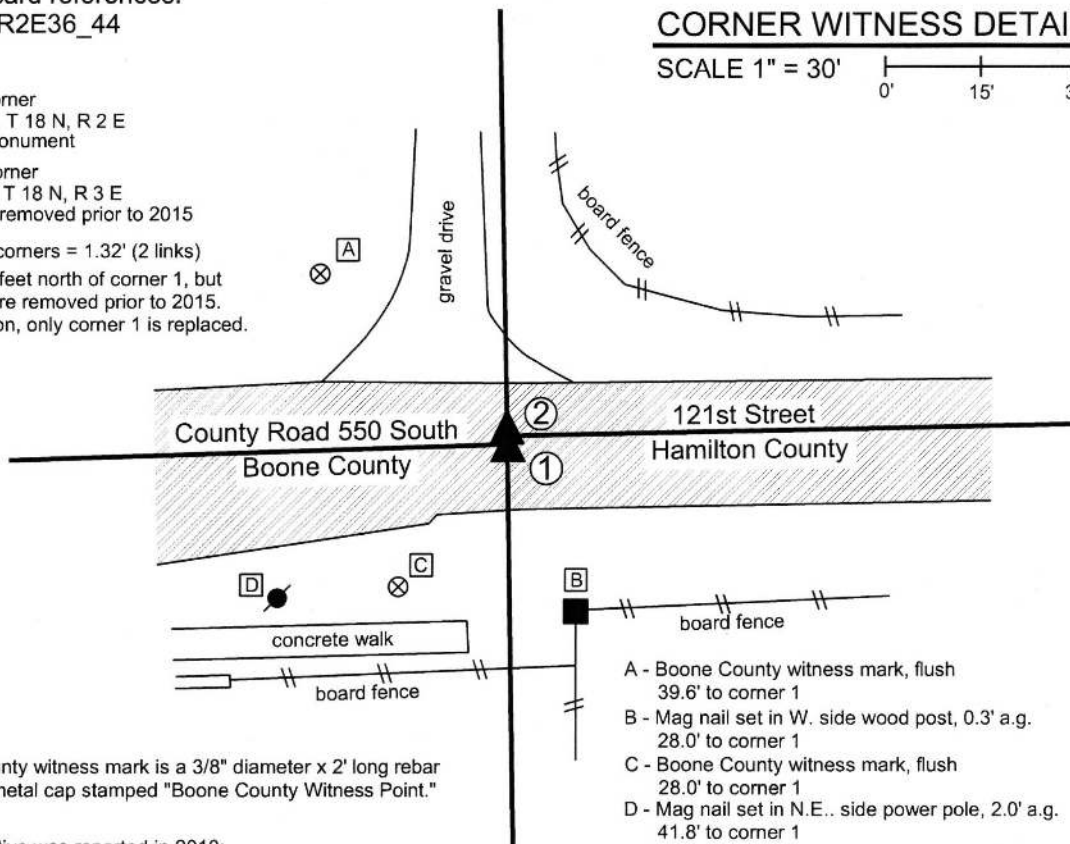 ard references:
R2E36_44
CORNER WITNESS DETAI
SCALE 1" = 30'
0' 15' 3
orner
T 18 N, R 2 E
onument
orner
T 18 N, R 3 E
removed prior to 2015
corners = 1.32' (2 links)
feet north of corner 1, but
re removed prior to 2015.
on, only corner 1 is replaced.
A
gravel drive
board fence
2
County Road 550 South
121st Street
Boone County
Hamilton County
1
D
C
B
concrete walk
board fence
board fence
A - Boone County witness mark, flush
39.6' to corner 1
B - Mag nail set in W. side wood post, 0.3' a.g.
28.0' to corner 1
C - Boone County witness mark, flush
28.0' to corner 1
D - Mag nail set in N.E.. side power pole, 2.0' a.g.
41.8' to corner 1
nty witness mark is a 3/8" diameter x 2' long rebar
metal cap stamped "Boone County Witness Point."